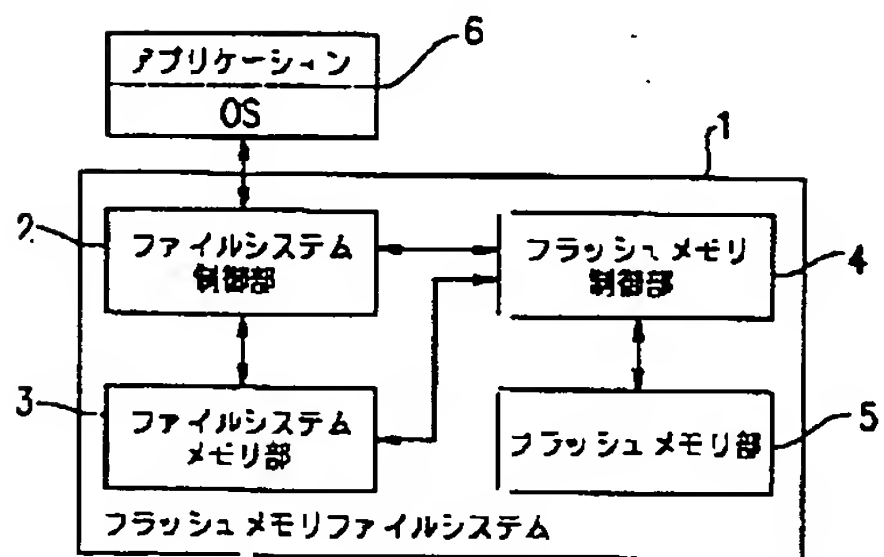 アプリケーション
6
OS
1
2
ファイルシステム
制御部
フラッシュメモリ
制御部
4
3
ファイルシステム
メモリ部
フラッシュメモリ部
5
フラッシュメモリファイルシステム